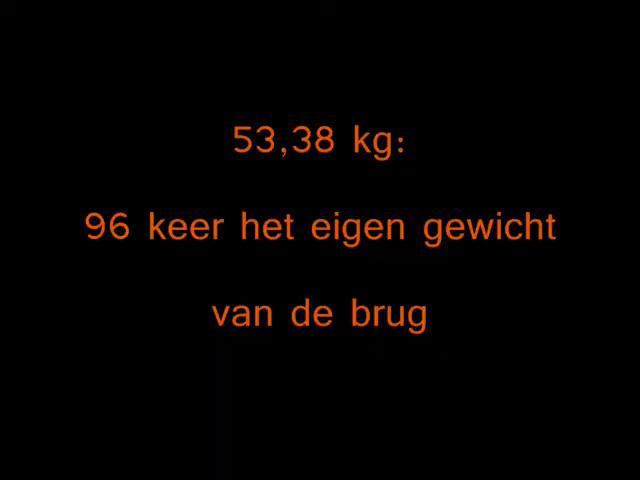 53,38 kg:
96 keer het eigen gewicht
van de brug